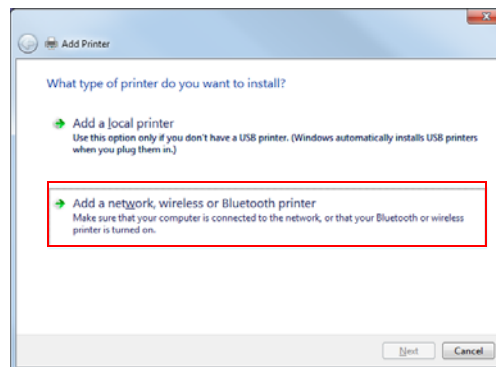 Add Printer
What type of printer do you want to install?
Add a local printer
Use this option only if you don't have a USB printer. (Windows automatically installs USB printers
when you plug them in.)
Add a network, wireless or Bluetooth printer
Make sure that your computer is connected to the network, or that your Bluetooth or wireless
printer is turned on.
Next Cancel